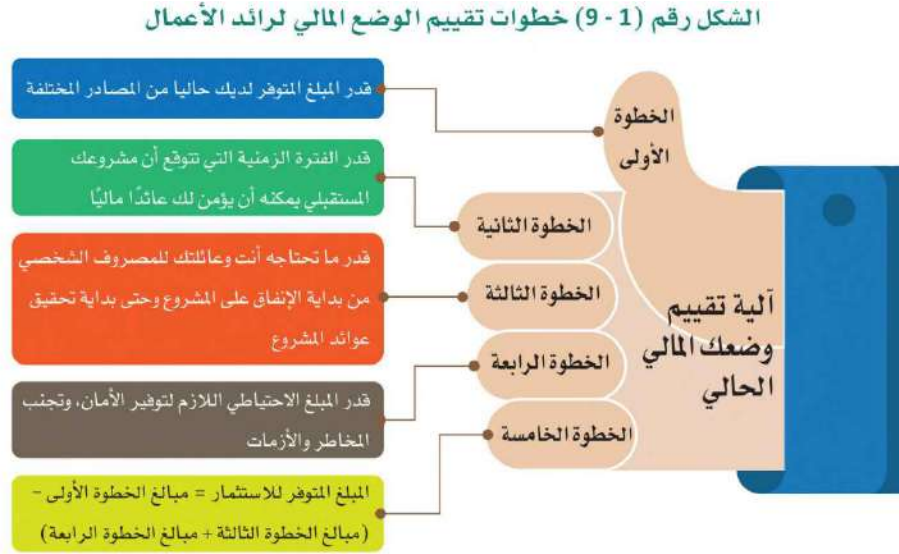 الشكل رقم (1 - 9) خطوات تقييم الوضع المالي لرائد الأعمال
الخطوة
الأولى
قدر المبلغ المتوفر لديك حاليا من المصادر المختلفة
الخطوة الثانية
قدر الفترة الزمنية التي تتوقع أن مشروعك
المستقبلي يمكنه أن يؤمن لك عائدًا ماليًا
الخطوة الثالثة
قدر ما تحتاجه أنت وعائلتك للمصروف الشخصي
من بداية الإنفاق على المشروع وحتى بداية تحقيق
عوائد المشروع
الخطوة الرابعة
قدر المبلغ الاحتياطي اللازم لتوفير الأمان، وتجنب
المخاطر والأزمات
الخطوة الخامسة
المبلغ المتوفر للاستثمار = مبالغ الخطوة الأولى -
(مبالغ الخطوة الثالثة + مبالغ الخطوة الرابعة)
آلية تقييم
وضعك المالي
الحالي